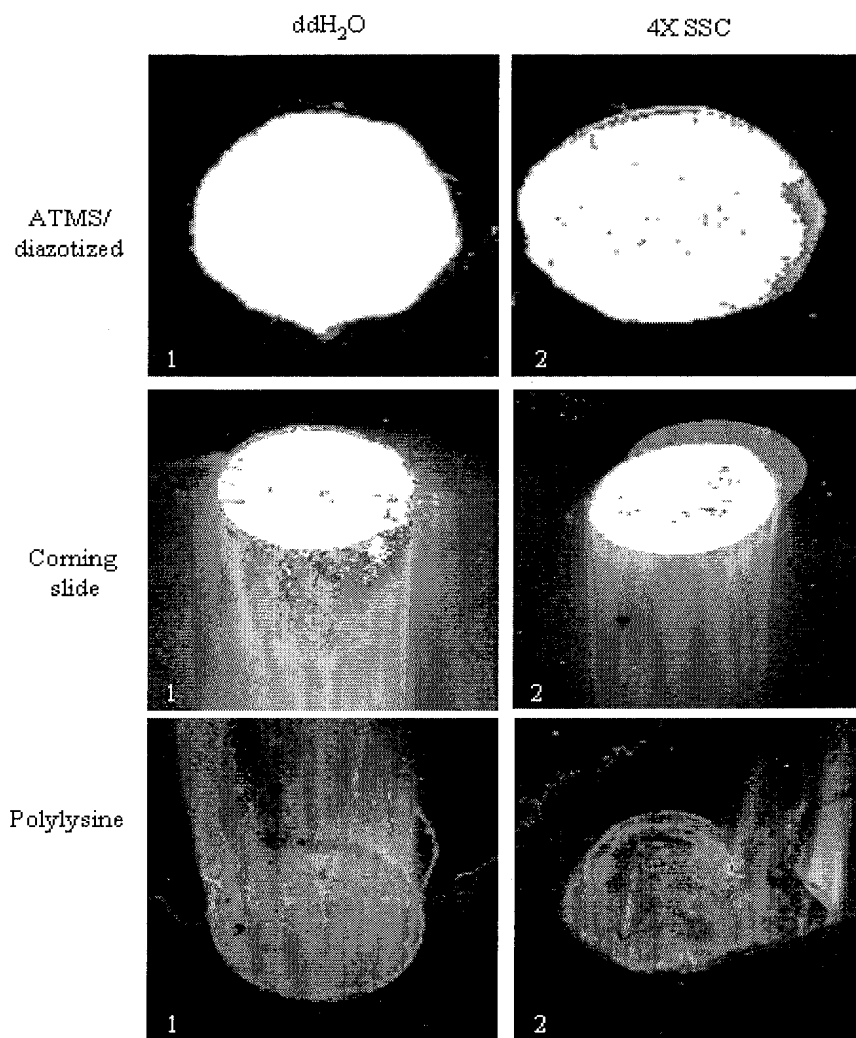 ddH₂O
4X SSC
ATMS/
diazotized
1
2
Corning
slide
1
2
Polylysine
1
2